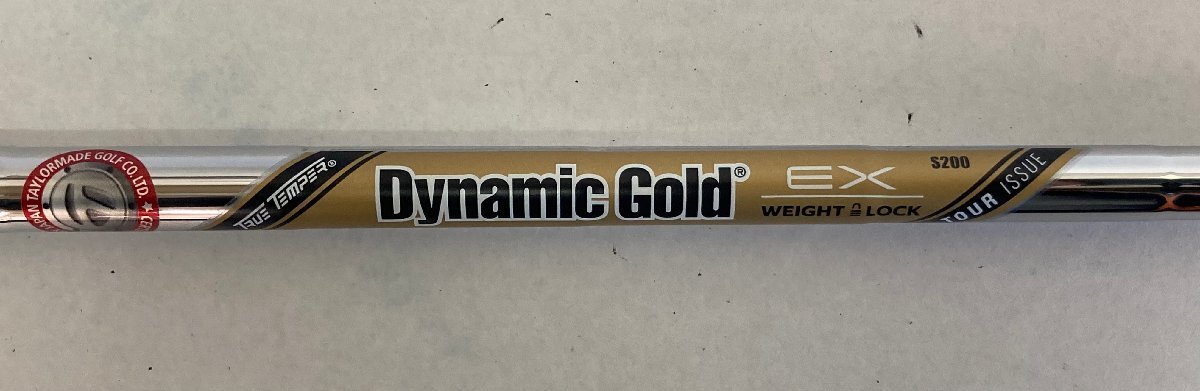 JAPAN TAYLORMADE GOLF CO.,LTD.
TRUE TEMPER®
Dynamic Gold®
EX
WEIGHT LOCK
S200
TOUR ISSUE